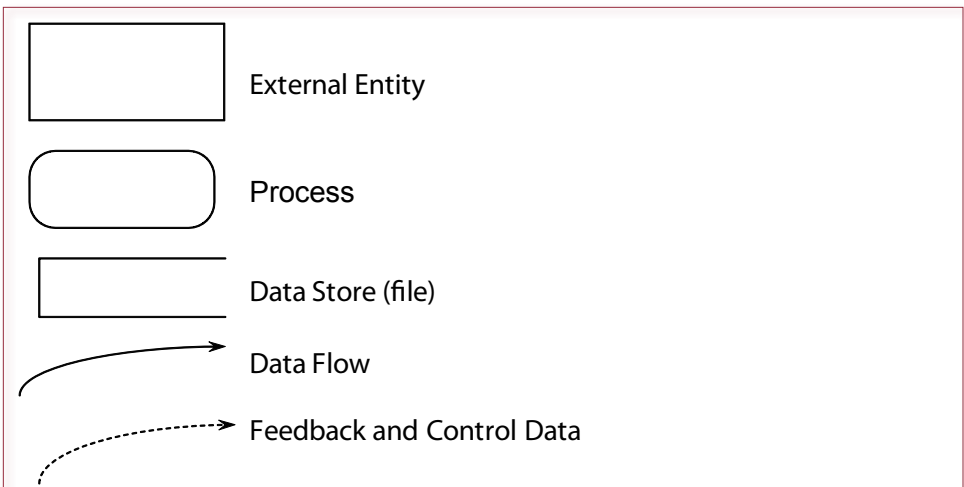 External Entity
Process
Data Store (file)
Data Flow
Feedback and Control Data